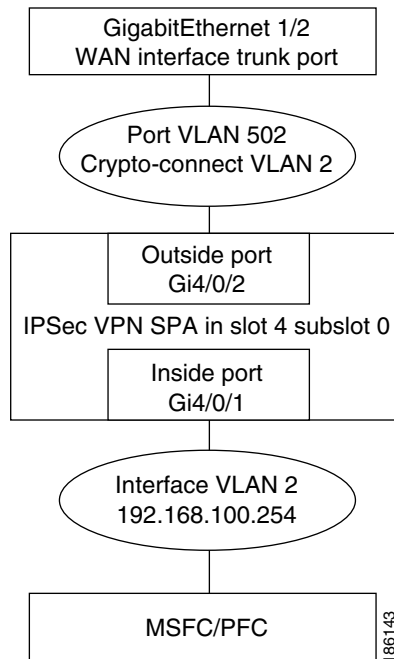 GigabitEthernet 1/2
WAN interface trunk port
Port VLAN 502
Crypto-connect VLAN 2
Outside port
Gi4/0/2
IPSec VPN SPA in slot 4 subslot 0
Inside port
Gi4/0/1
Interface VLAN 2
192.168.100.254
MSFC/PFC
186143